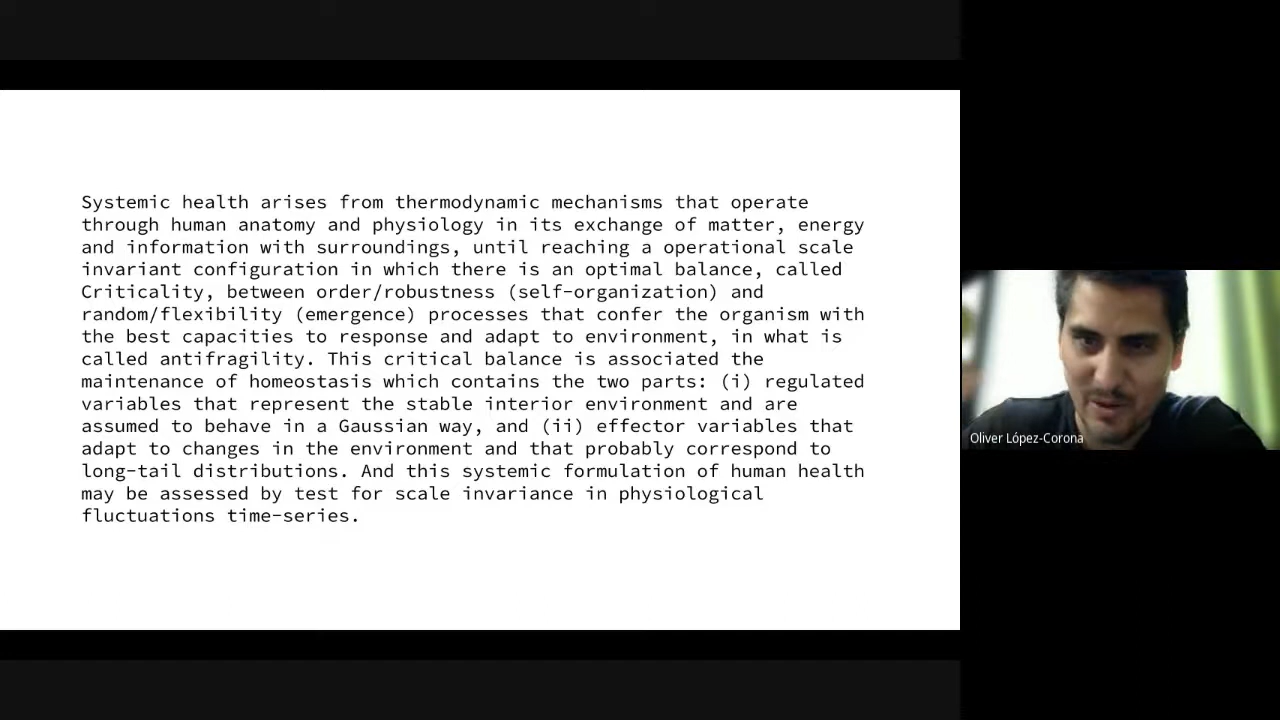 Systemic health arises from thermodynamic mechanisms that operate
through human anatomy and physiology in its exchange of matter, energy
and information with surroundings, until reaching a operational scale
invariant configuration in which there is an optimal balance, called
Criticality, between order/robustness (self-organization) and
random/flexibility (emergence) processes that confer the organism with
the best capacities to response and adapt to environment, in what is
called antifragility. This critical balance is associated the
maintenance of homeostasis which contains the two parts: (i) regulated
variables that represent the stable interior environment and are
assumed to behave in a Gaussian way, and (ii) effector variables that
adapt to changes in the environment and that probably correspond to
long-tail distributions. And this systemic formulation of human health
may be assessed by test for scale invariance in physiological
fluctuations time-series.
Oliver López-Corona